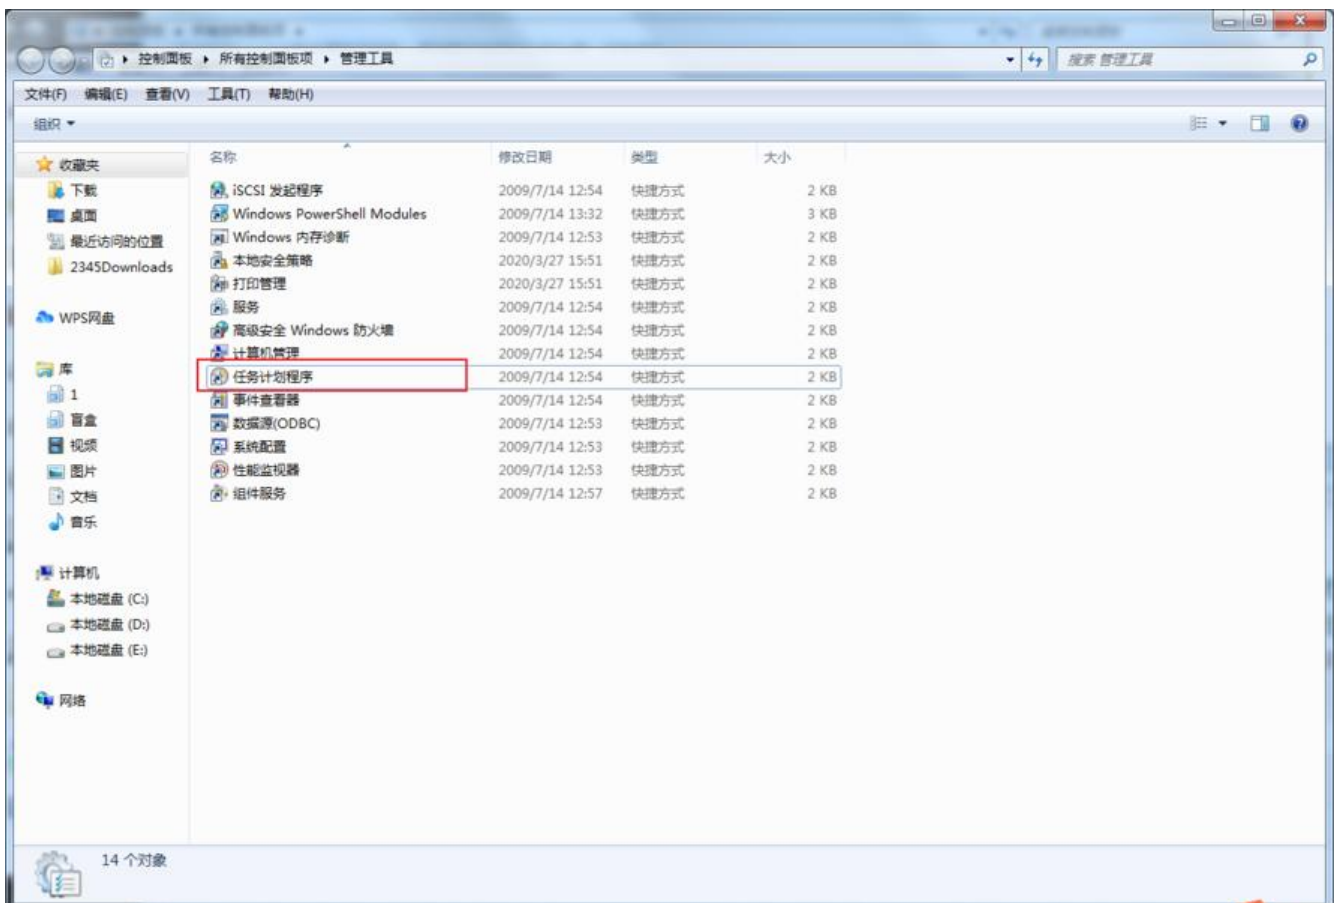 控制面板 ▸ 所有控制面板项 ▸ 管理工具
搜索 管理工具
文件(F) 编辑(E) 查看(V) 工具(T) 帮助(H)
组织
名称 修改日期 类型 大小
收藏夹
下载
桌面
最近访问的位置
2345Downloads
WPS网盘
库
1
盲盒
视频
图片
文档
音乐
计算机
本地磁盘 (C:)
本地磁盘 (D:)
本地磁盘 (E:)
网络
iSCSI 发起程序 2009/7/14 12:54 快捷方式 2 KB
Windows PowerShell Modules 2009/7/14 13:32 快捷方式 3 KB
Windows 内存诊断 2009/7/14 12:53 快捷方式 2 KB
本地安全策略 2020/3/27 15:51 快捷方式 2 KB
打印管理 2020/3/27 15:51 快捷方式 2 KB
服务 2009/7/14 12:54 快捷方式 2 KB
高级安全 Windows 防火墙 2009/7/14 12:54 快捷方式 2 KB
计算机管理 2009/7/14 12:54 快捷方式 2 KB
任务计划程序 2009/7/14 12:54 快捷方式 2 KB
事件查看器 2009/7/14 12:54 快捷方式 2 KB
数据源(ODBC) 2009/7/14 12:53 快捷方式 2 KB
系统配置 2009/7/14 12:53 快捷方式 2 KB
性能监视器 2009/7/14 12:53 快捷方式 2 KB
组件服务 2009/7/14 12:57 快捷方式 2 KB
14 个对象